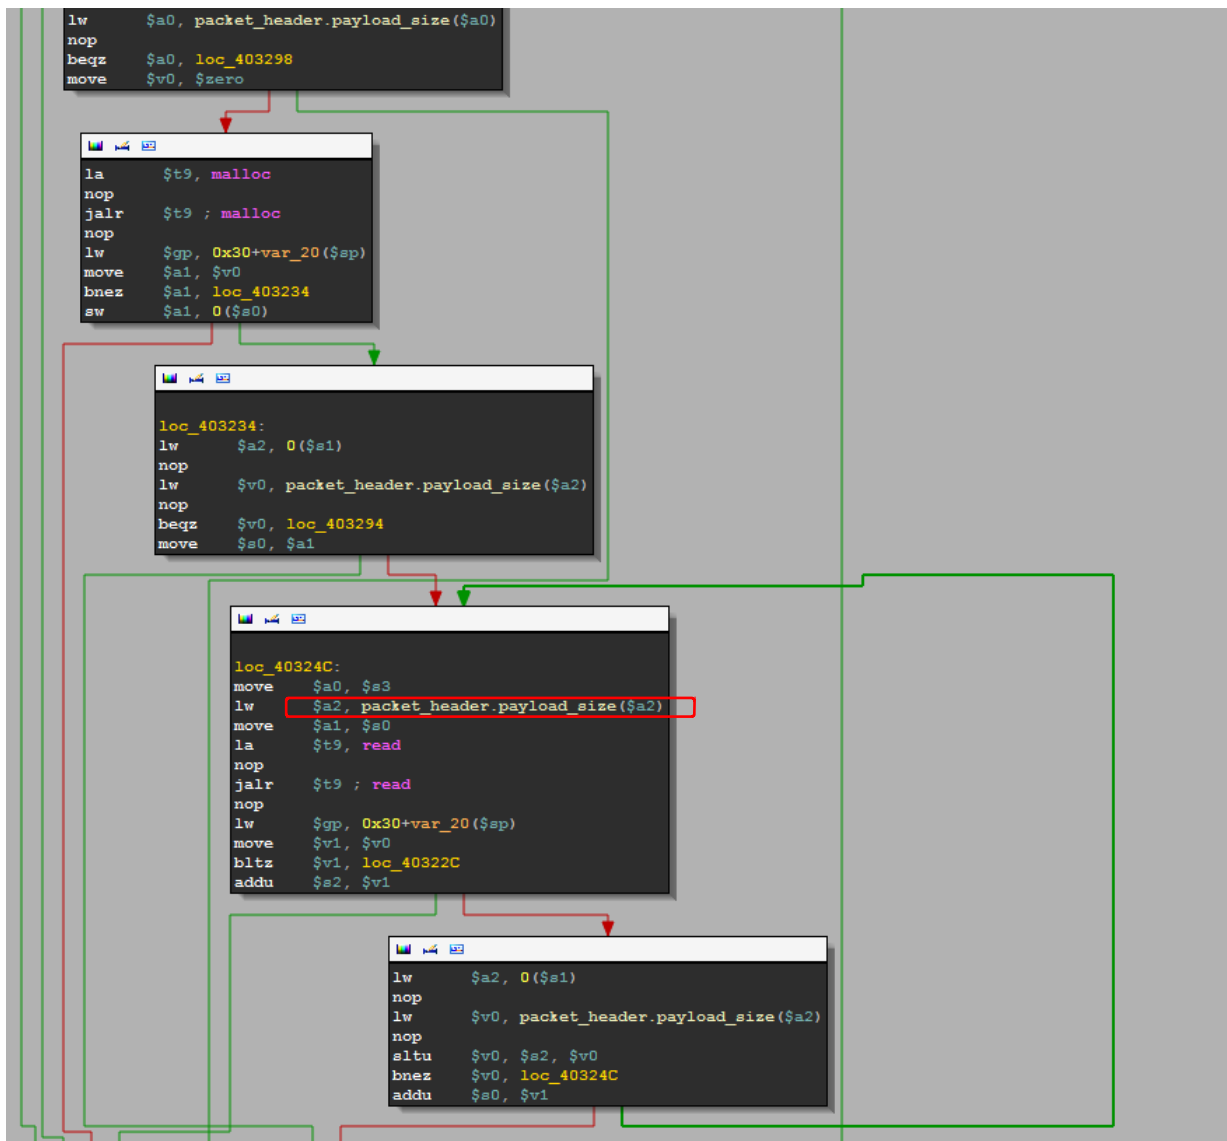 lw $a0, packet_header.payload_size($a0)
nop
beqz $a0, loc_403298
move $v0, $zero
la $t9, malloc
nop
jalr $t9 ; malloc
nop
lw $gp, 0x30+var_20($sp)
move $a1, $v0
bnez $a1, loc_403234
sw $a1, 0($s0)
loc_403234:
lw $a2, 0($s1)
nop
lw $v0, packet_header.payload_size($a2)
nop
beqz $v0, loc_403294
move $s0, $a1
loc_40324C:
move $a0, $s3
lw $a2, packet_header.payload_size($a2)
move $a1, $s0
la $t9, read
nop
jalr $t9 ; read
nop
lw $gp, 0x30+var_20($sp)
move $v1, $v0
bltz $v1, loc_40322C
addu $s2, $v1
lw $a2, 0($s1)
nop
lw $v0, packet_header.payload_size($a2)
nop
sltu $v0, $s2, $v0
bnez $v0, loc_40324C
addu $s0, $v1